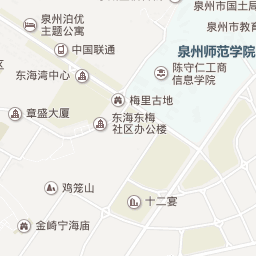 泉州泊优
主题公寓
泉州市国土局
泉州市教育
中国联通
泉州师范学院
东海湾中心
陈守仁工商
信息学院
梅里古地
章盛大厦
东海东梅
社区办公楼
鸡笼山
十二宴
金崎宁海庙
区